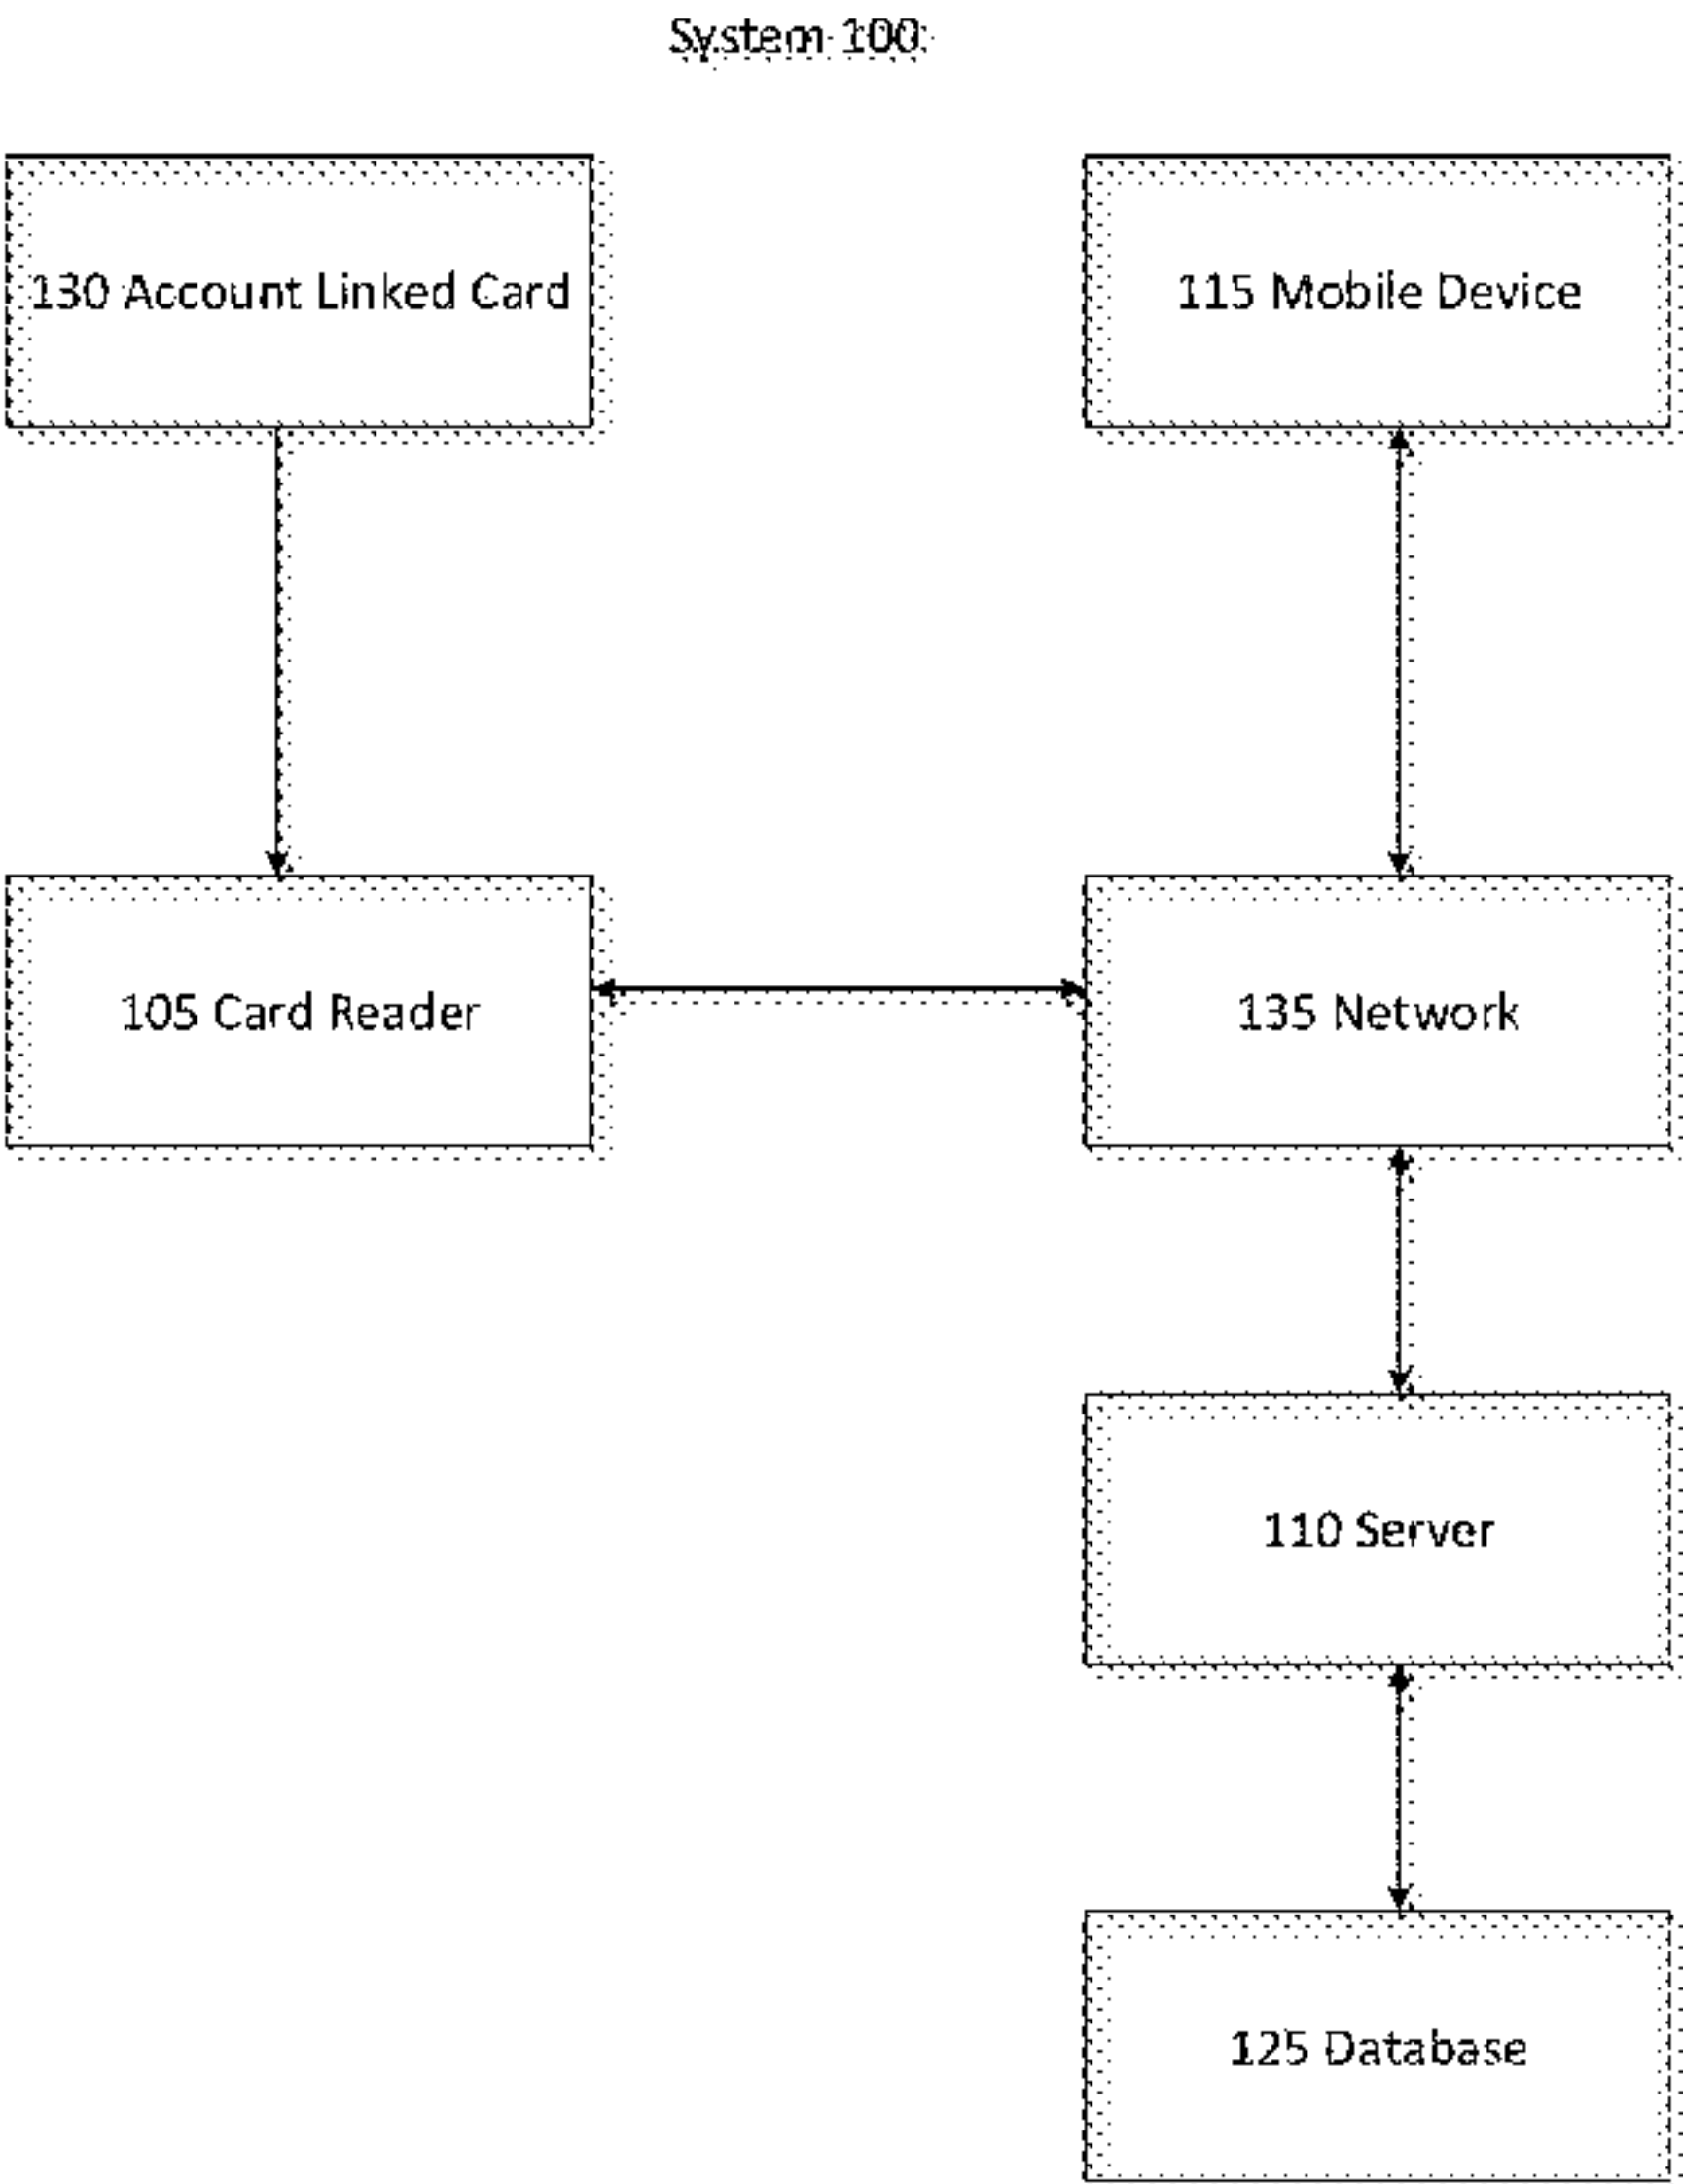 System 100
130 Account Linked Card
115 Mobile Device
105 Card Reader
135 Network
110 Server
125 Database